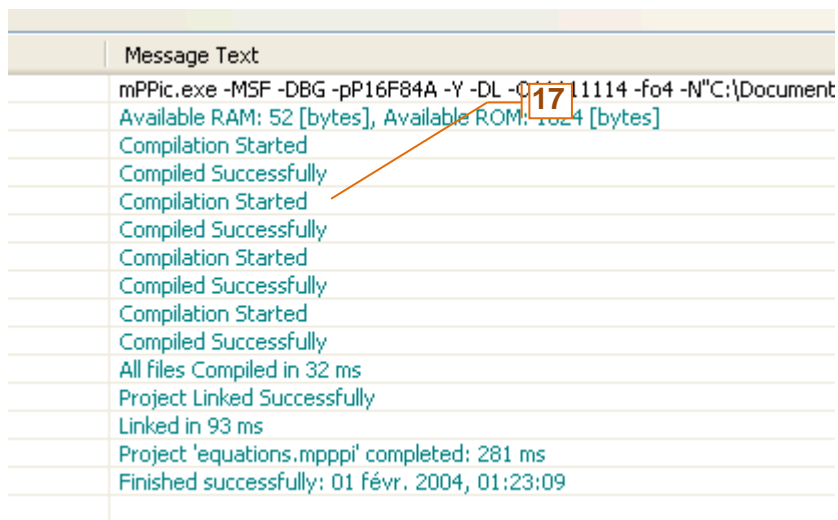 Message Text
mPPic.exe -MSF -DBG -pP16F84A -Y -DL 11114 -fo4 -N"C:\Document
17
Available RAM: 52 [bytes], Available ROM: 1024 [bytes]
Compilation Started
Compiled Successfully
Compilation Started
Compiled Successfully
Compilation Started
Compiled Successfully
Compilation Started
Compiled Successfully
All files Compiled in 32 ms
Project Linked Successfully
Linked in 93 ms
Project 'equations.mpppi' completed: 281 ms
Finished successfully: 01 févr. 2004, 01:23:09